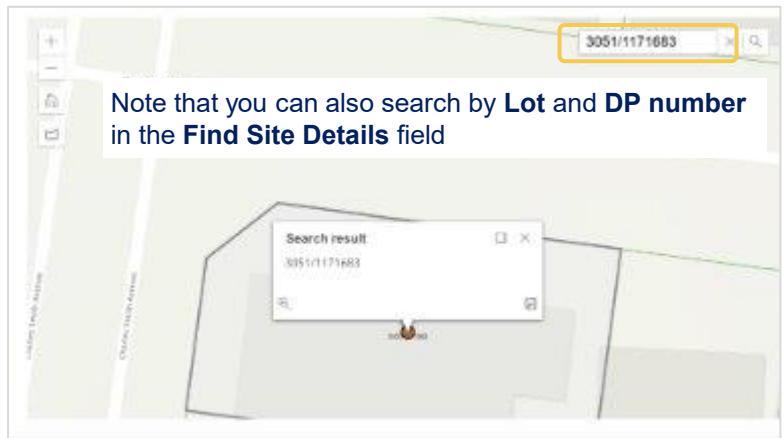 3051/1171683
Note that you can also search by Lot and DP number
in the Find Site Details field
Search result
3051/1171683